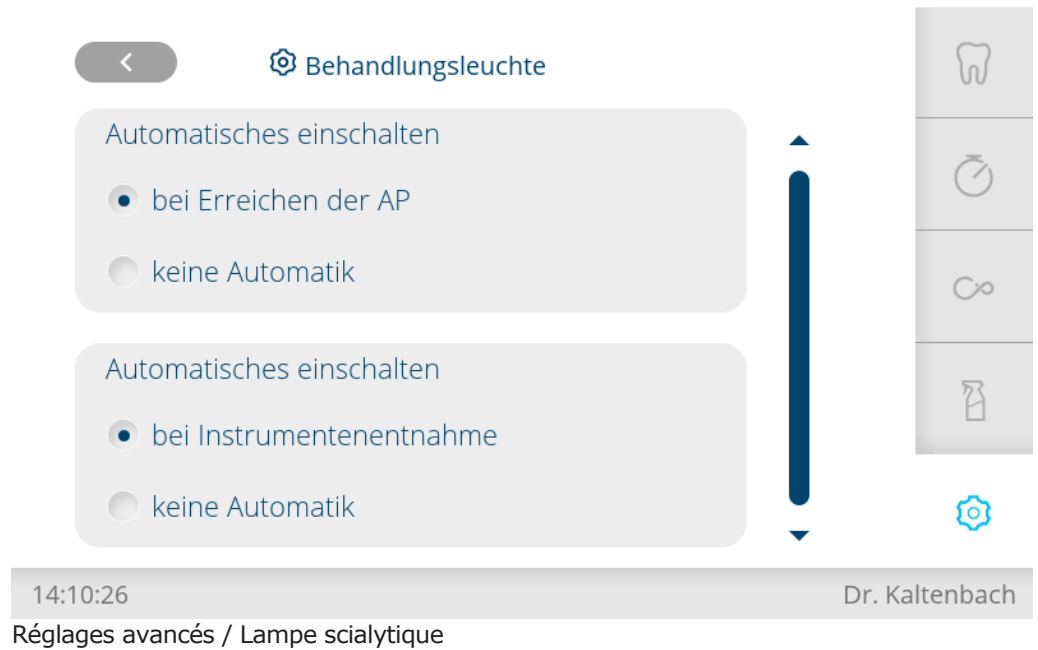 Behandlungsleuchte
Automatisches einschalten
bei Erreichen der AP
keine Automatik
Automatisches einschalten
bei Instrumentenentnahme
keine Automatik
14:10:26
Dr. Kaltenbach
Réglages avancés / Lampe scialytique